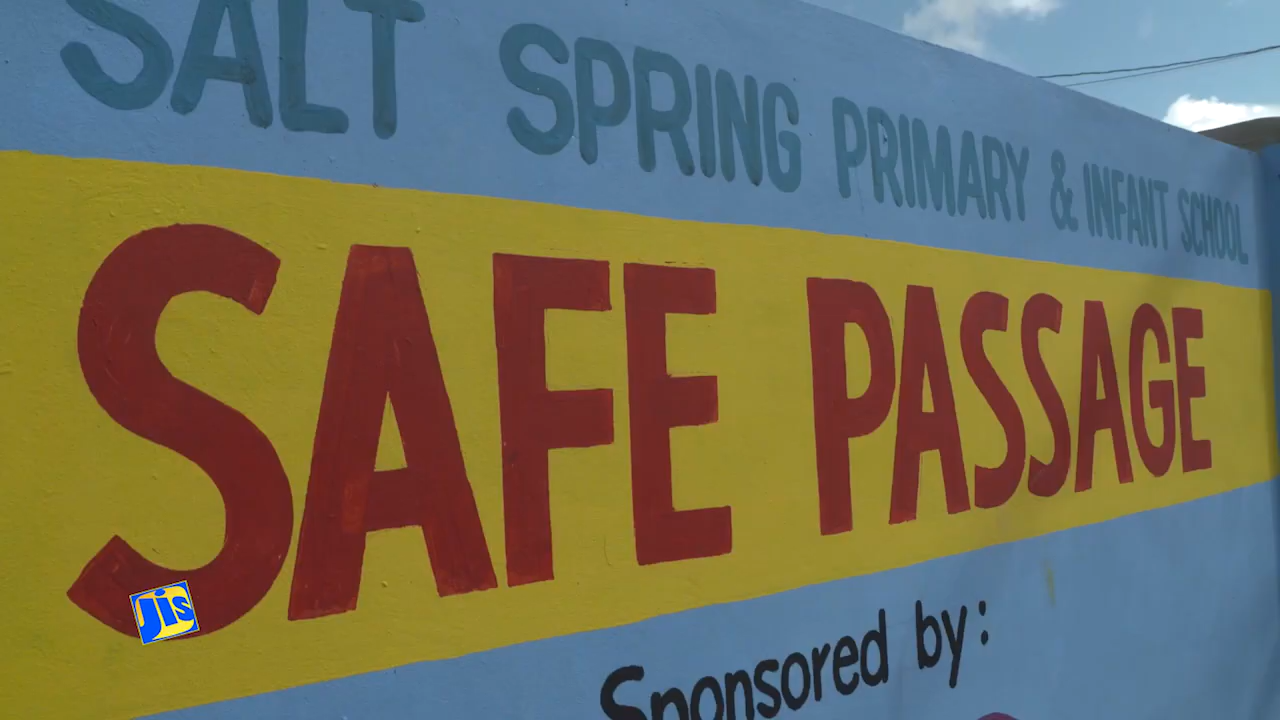 SALT SPRING PRIMARY & INFANT SCHOOL
SAFE PASSAGE
jis
Sponsored by: